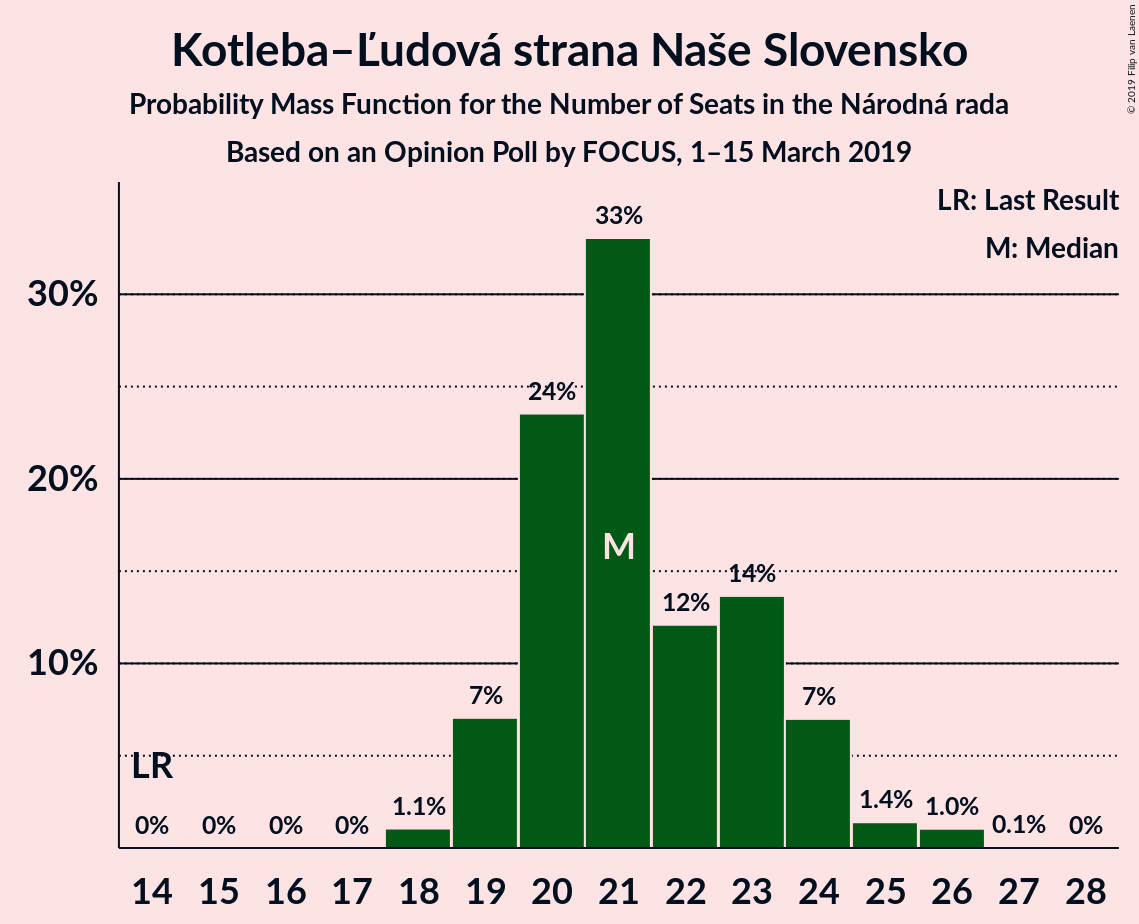 Kotleba–Ľudová strana Naše Slovensko
Probability Mass Function for the Number of Seats in the Národná rada
Based on an Opinion Poll by FOCUS, 1–15 March 2019
© 2019 Filip van Laenen
LR: Last Result
M: Median
30%
20%
10%
33%
24%
14%
12%
7%
7%
1.1%
1.4%
1.0%
0.1%
0%
0%
0%
0%
0%
LR
M
14 15 16 17 18 19 20 21 22 23 24 25 26 27 28